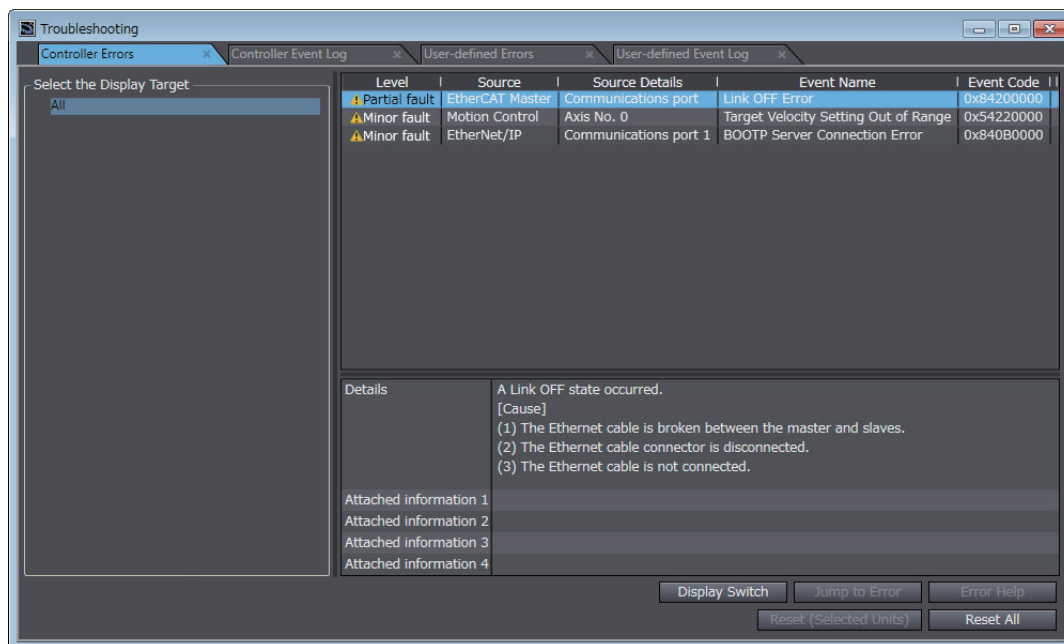 Troubleshooting
Controller Errors × Controller Event Log × User-defined Errors × User-defined Event Log ×
Select the Display Target
All
Level Source Source Details Event Name Event Code
Partial fault EtherCAT Master Communications port Link OFF Error 0x84200000
Minor fault Motion Control Axis No. 0 Target Velocity Setting Out of Range 0x54220000
Minor fault EtherNet/IP Communications port 1 BOOTP Server Connection Error 0x840B0000
Details A Link OFF state occurred.
[Cause]
(1) The Ethernet cable is broken between the master and slaves.
(2) The Ethernet cable connector is disconnected.
(3) The Ethernet cable is not connected.
Attached information 1
Attached information 2
Attached information 3
Attached information 4
Display Switch Jump to Error Error Help
Reset (Selected Units) Reset All